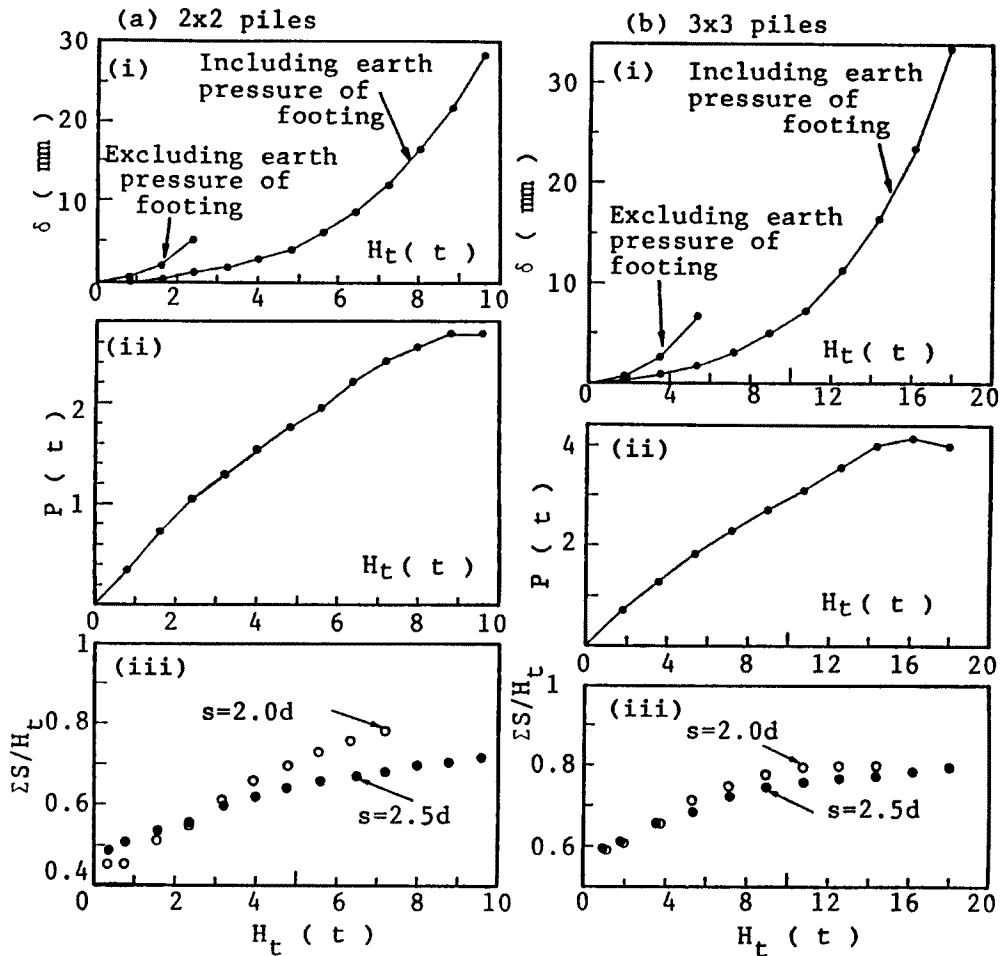 (a) 2x2 piles
30
(i)
Including earth
pressure of
footing
20
Excluding earth
pressure of
footing
10
δ ( mm )
Ht ( t )
0 2 4 6 8 10
(ii)
2
1
P ( t )
Ht ( t )
0 2 4 6 8 10
1
(iii)
s=2.0d
0.8
0.6
s=2.5d
0.4
ΣS/Ht
0 2 4 6 8 10
Ht ( t )
(b) 3x3 piles
(i)
Including earth
pressure of
footing
30
20
Excluding earth
pressure of
footing
10
δ ( mm )
Ht ( t )
0 4 8 12 16 20
4
(ii)
2
P ( t )
Ht ( t )
0 4 8 12 16 20
1
(iii)
s=2.0d
0.8
s=2.5d
0.6
ΣS/Ht
0 4 8 12 16 20
Ht ( t )